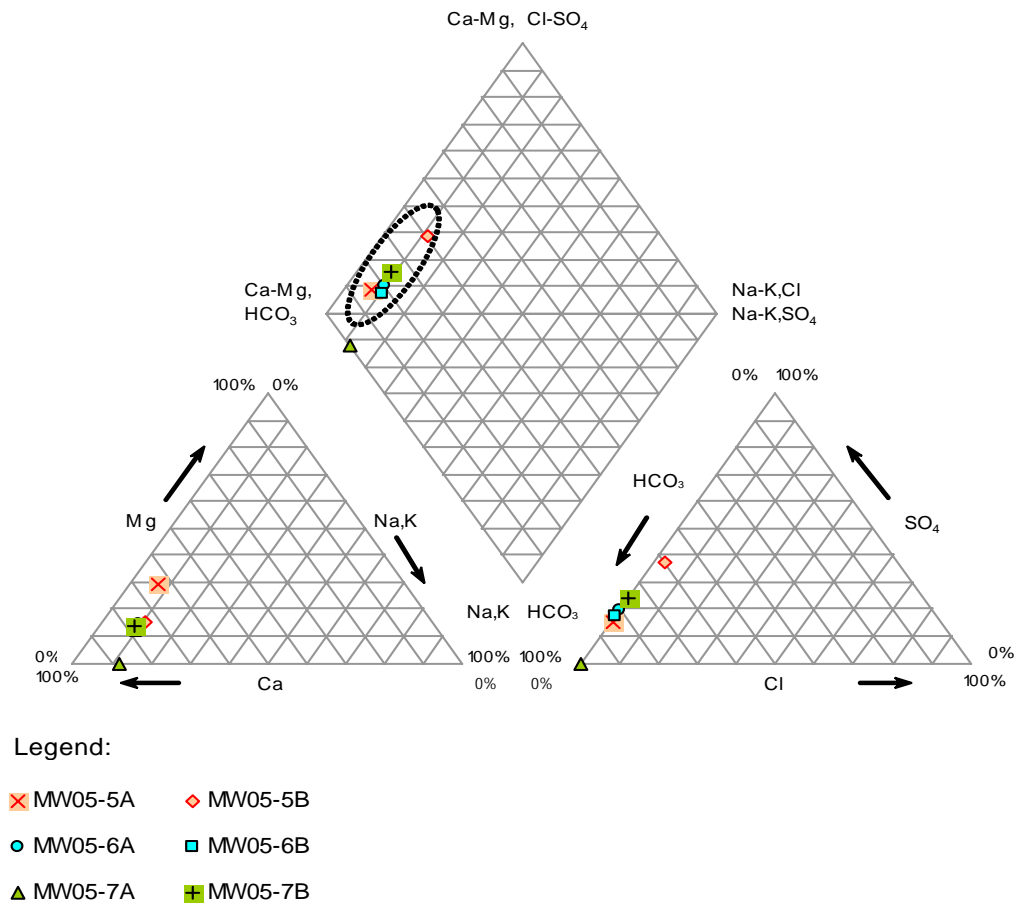 Ca-Mg, Cl-SO₄
Ca-Mg,
HCO₃
Na-K,Cl
Na-K,SO₄
100% 0%
0% 100%
HCO₃
Mg
Na,K
SO₄
Na,K HCO₃
0%
100%
Ca
100% 100%
0% 0%
Cl
0%
100%
Legend:
MW05-5A MW05-5B
MW05-6A MW05-6B
MW05-7A MW05-7B